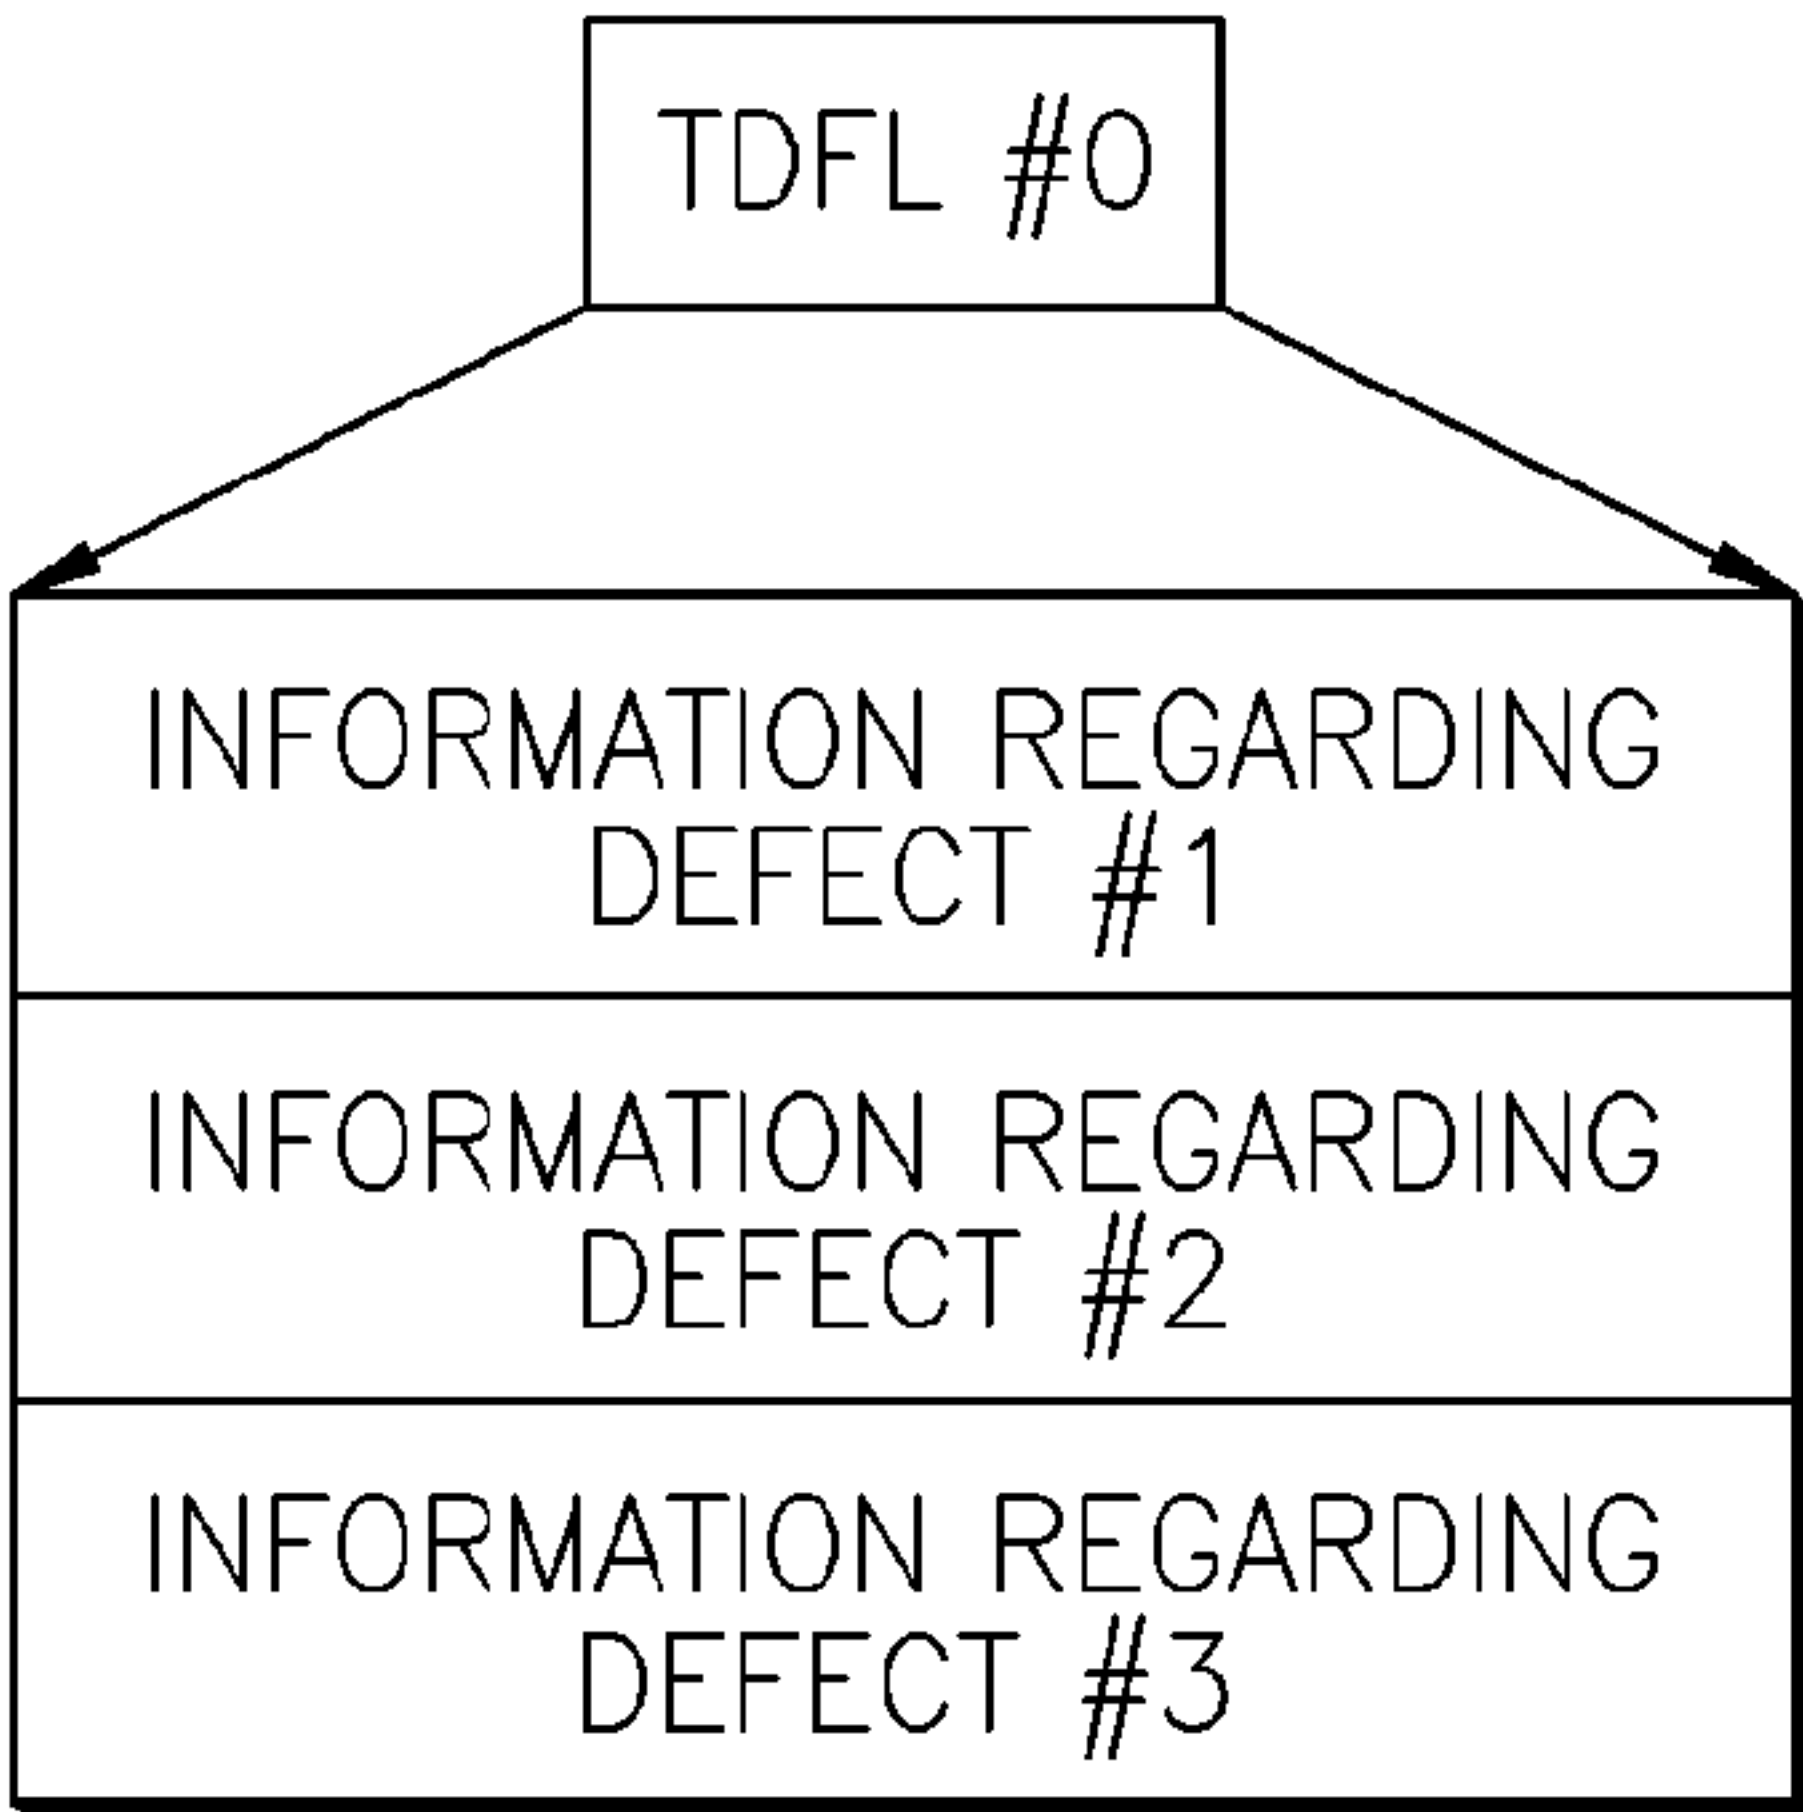 TDFL #0
INFORMATION REGARDING
DEFECT #1
INFORMATION REGARDING
DEFECT #2
INFORMATION REGARDING
DEFECT #3